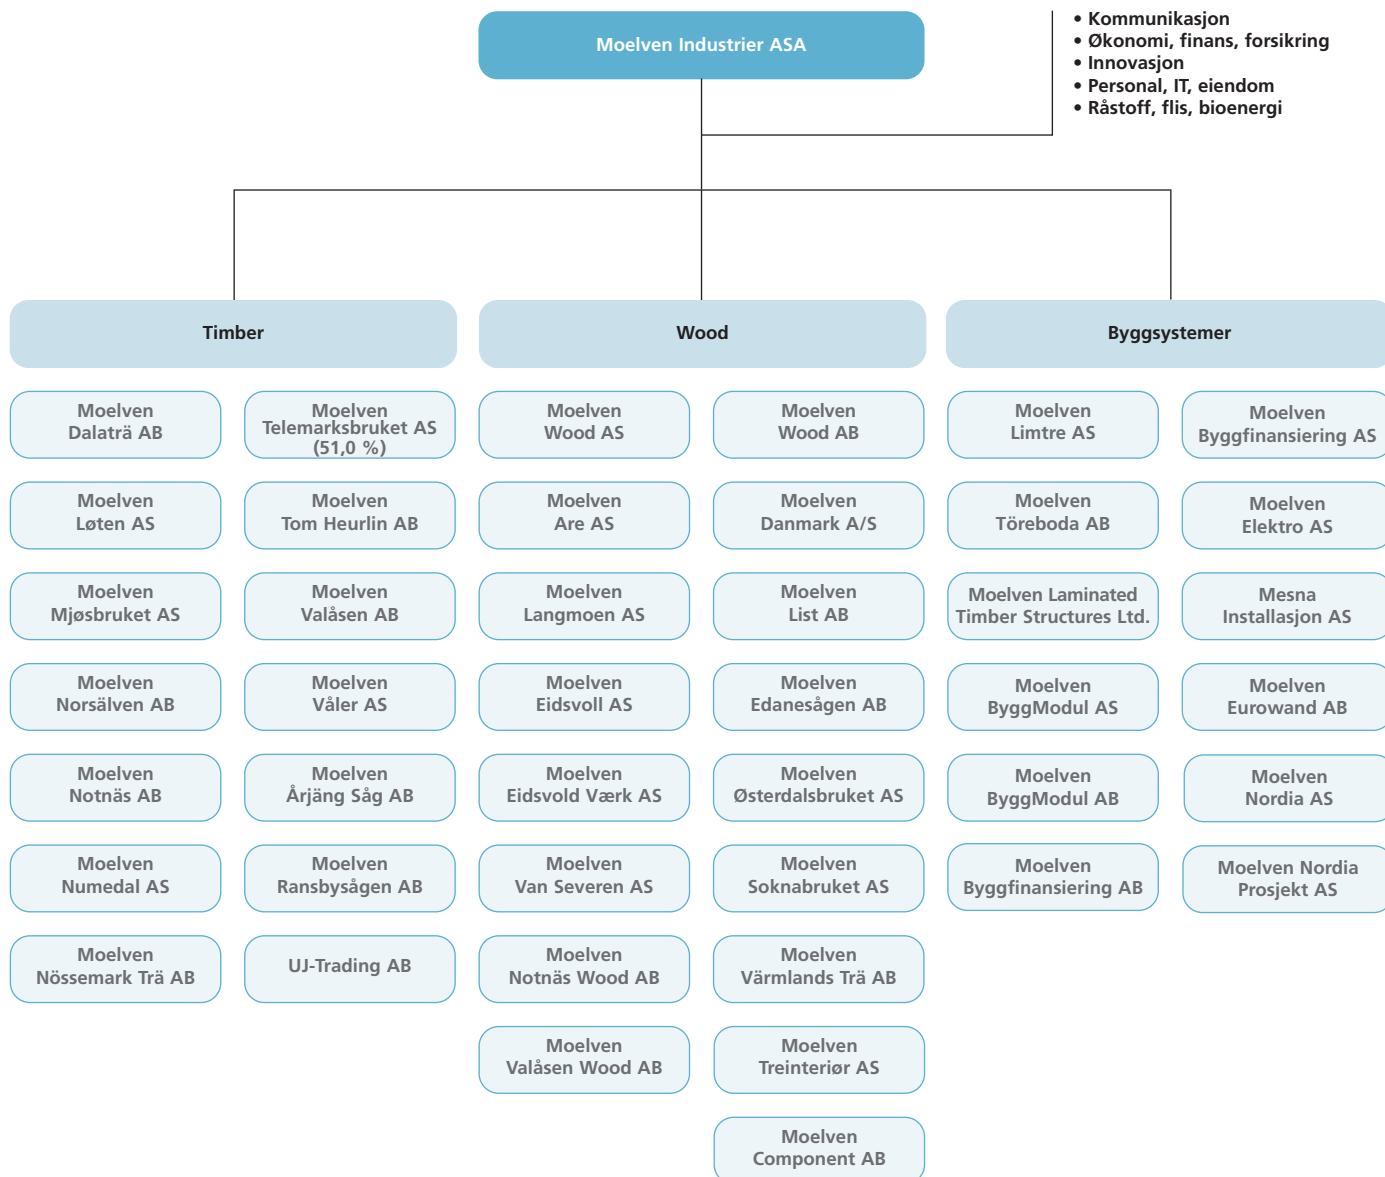 Moelven Industrier ASA
• Kommunikasjon
• Økonomi, finans, forsikring
• Innovasjon
• Personal, IT, eiendom
• Råstoff, flis, bioenergi
Timber
Moelven
Dalaträ AB
Moelven
Telemarksbruket AS
(51,0 %)
Moelven
Løten AS
Moelven
Tom Heurlin AB
Moelven
Mjøsbruket AS
Moelven
Valåsen AB
Moelven
Norsälven AB
Moelven
Våler AS
Moelven
Notnäs AB
Moelven
Årjäng Såg AB
Moelven
Numedal AS
Moelven
Ransbysågen AB
Moelven
Nössemark Trä AB
UJ-Trading AB
Wood
Moelven
Wood AS
Moelven
Wood AB
Moelven
Are AS
Moelven
Danmark A/S
Moelven
Langmoen AS
Moelven
List AB
Moelven
Eidsvoll AS
Moelven
Edanesågen AB
Moelven
Eidsvold Værk AS
Moelven
Østerdalsbruket AS
Moelven
Van Severen AS
Moelven
Soknabruket AS
Moelven
Notnäs Wood AB
Moelven
Värmlands Trä AB
Moelven
Valåsen Wood AB
Moelven
Treinteriør AS
Moelven
Component AB
Byggsystemer
Moelven
Limtre AS
Moelven
Byggfinansiering AS
Moelven
Töreboda AB
Moelven
Elektro AS
Moelven Laminated
Timber Structures Ltd.
Mesna
Installasjon AS
Moelven
ByggModul AS
Moelven
Eurowand AB
Moelven
ByggModul AB
Moelven
Nordia AS
Moelven
Byggfinansiering AB
Moelven Nordia
Prosjekt AS